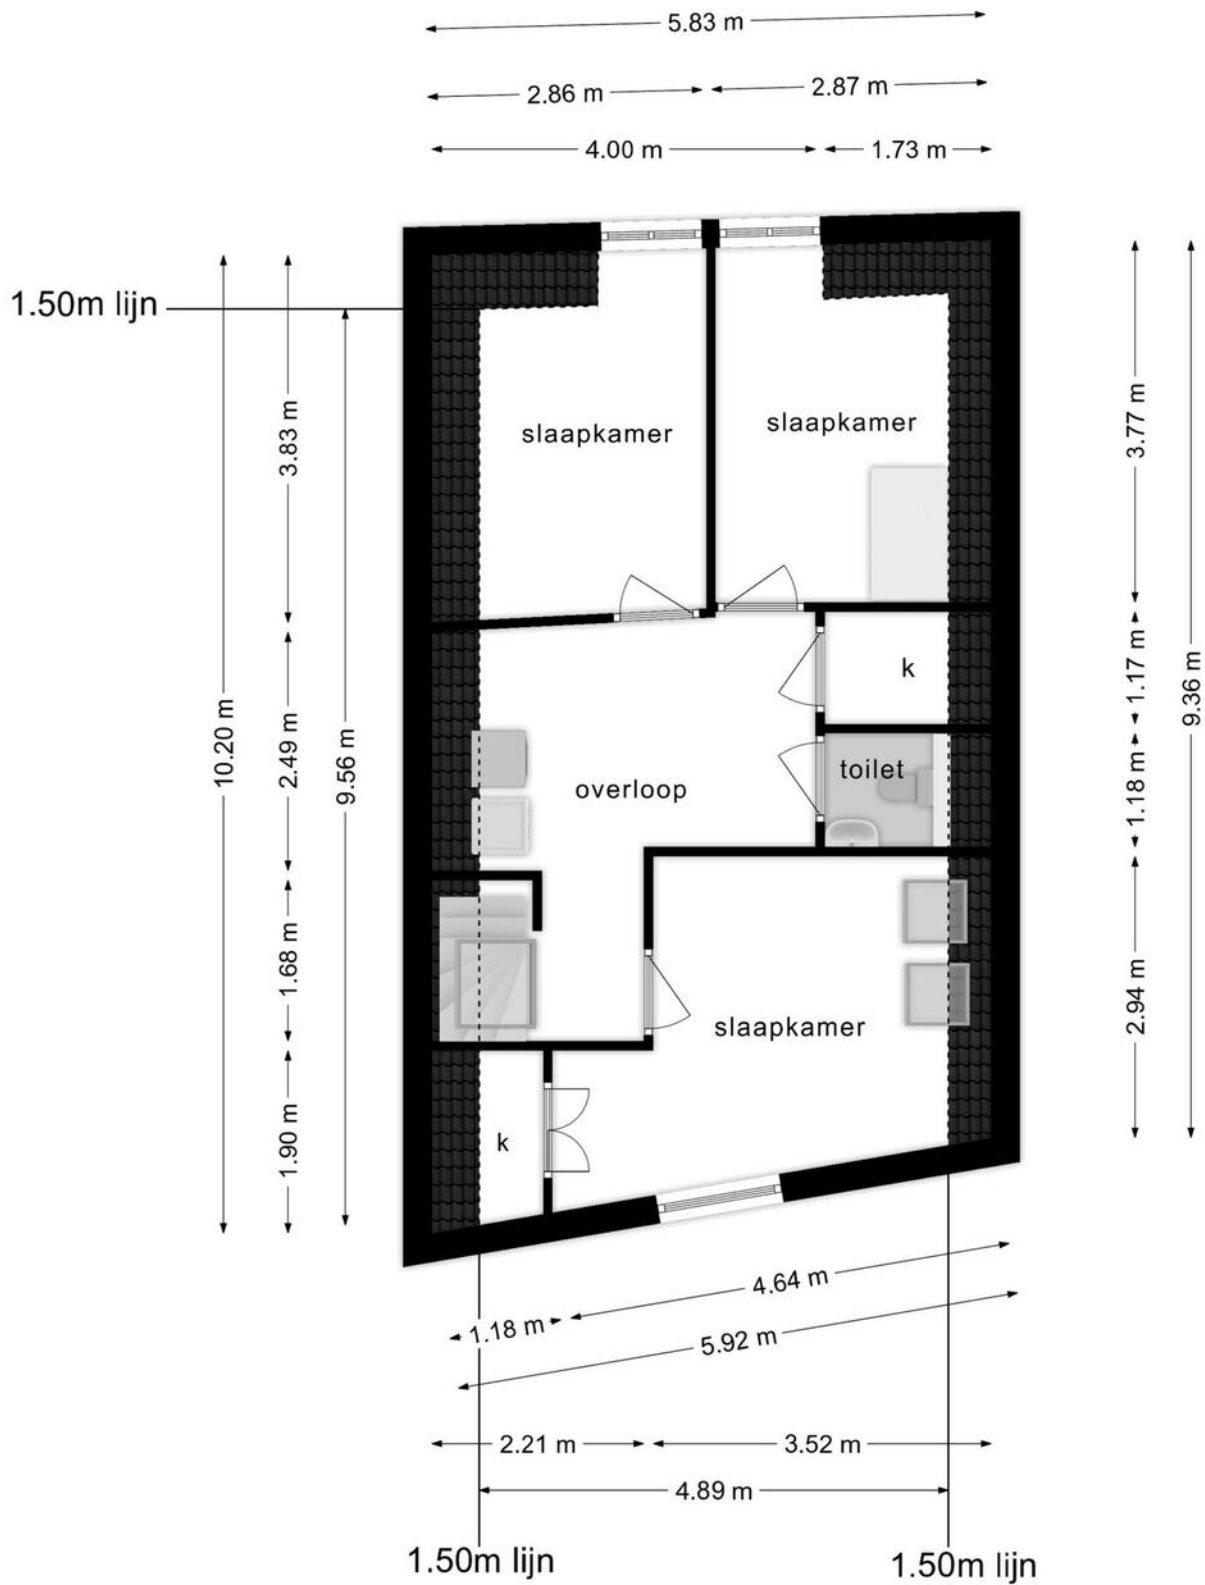 5.83 m
2.86 m
2.87 m
4.00 m
1.73 m
1.50m lijn
3.83 m
3.77 m
slaapkamer
slaapkamer
1.17 m
k
9.36 m
10.20 m
2.49 m
9.56 m
toilet
1.18 m
overloop
1.68 m
2.94 m
slaapkamer
1.90 m
k
4.64 m
1.18 m
5.92 m
2.21 m
3.52 m
4.89 m
1.50m lijn
1.50m lijn